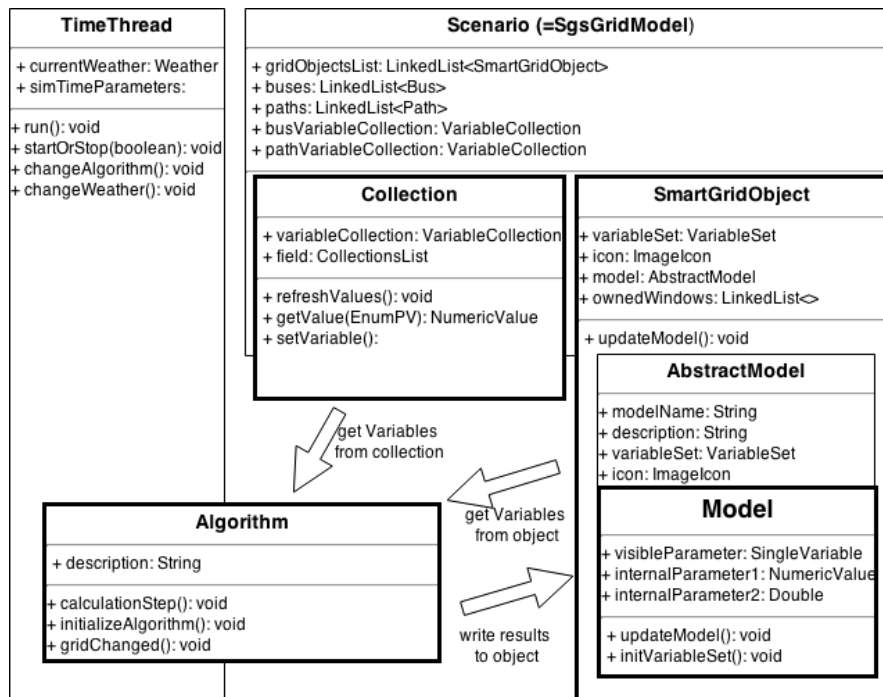 TimeThread
+ currentWeather: Weather
+ simTimeParameters:
+ run(): void
+ startOrStop(boolean): void
+ changeAlgorithm(): void
+ changeWeather(): void
Scenario (=SgsGridModel)
+ gridObjectsList: LinkedList<SmartGridObject>
+ buses: LinkedList<Bus>
+ paths: LinkedList<Path>
+ busVariableCollection: VariableCollection
+ pathVariableCollection: VariableCollection
Collection
+ variableCollection: VariableCollection
+ field: CollectionsList
+ refreshValues(): void
+ getValue(EnumPV): NumericValue
+ setVariable():
SmartGridObject
+ variableSet: VariableSet
+ icon: ImageIcon
+ model: AbstractModel
+ ownedWindows: LinkedList<>
+ updateModel(): void
AbstractModel
+ modelName: String
+ description: String
+ variableSet: VariableSet
+ icon: ImageIcon
Model
+ visibleParameter: SingleVariable
+ internalParameter1: NumericValue
+ internalParameter2: Double
+ updateModel(): void
+ initVariableSet(): void
get Variables
from collection
get Variables
from object
write results
to object
Algorithm
+ description: String
+ calculationStep(): void
+ initializeAlgorithm(): void
+ gridChanged(): void